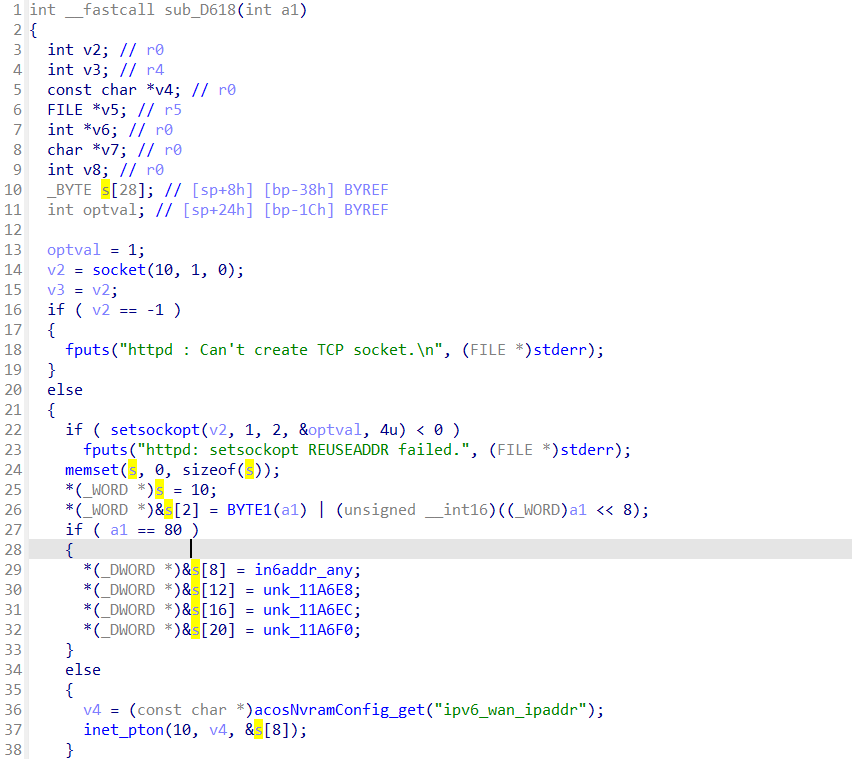 1 int __fastcall sub_D618(int a1)
2 {
3 int v2; // r0
4 int v3; // r4
5 const char *v4; // r0
6 FILE *v5; // r5
7 int *v6; // r0
8 char *v7; // r0
9 int v8; // r0
10 _BYTE s[28]; // [sp+8h] [bp-38h] BYREF
11 int optval; // [sp+24h] [bp-1Ch] BYREF
12
13 optval = 1;
14 v2 = socket(10, 1, 0);
15 v3 = v2;
16 if ( v2 == -1 )
17 {
18 fputs("httpd : Can't create TCP socket.\n", (FILE *)stderr);
19 }
20 else
21 {
22 if ( setsockopt(v2, 1, 2, &optval, 4u) < 0 )
23 fputs("httpd: setsockopt REUSEADDR failed.", (FILE *)stderr);
24 memset(s, 0, sizeof(s));
25 *(_WORD *)s = 10;
26 *(_WORD *)&s[2] = BYTE1(a1) | (unsigned __int16)((_WORD)a1 << 8);
27 if ( a1 == 80 )
28 {
29 *(_DWORD *)&s[8] = in6addr_any;
30 *(_DWORD *)&s[12] = unk_11A6E8;
31 *(_DWORD *)&s[16] = unk_11A6EC;
32 *(_DWORD *)&s[20] = unk_11A6F0;
33 }
34 else
35 {
36 v4 = (const char *)acosNvramConfig_get("ipv6_wan_ipaddr");
37 inet_pton(10, v4, &s[8]);
38 }